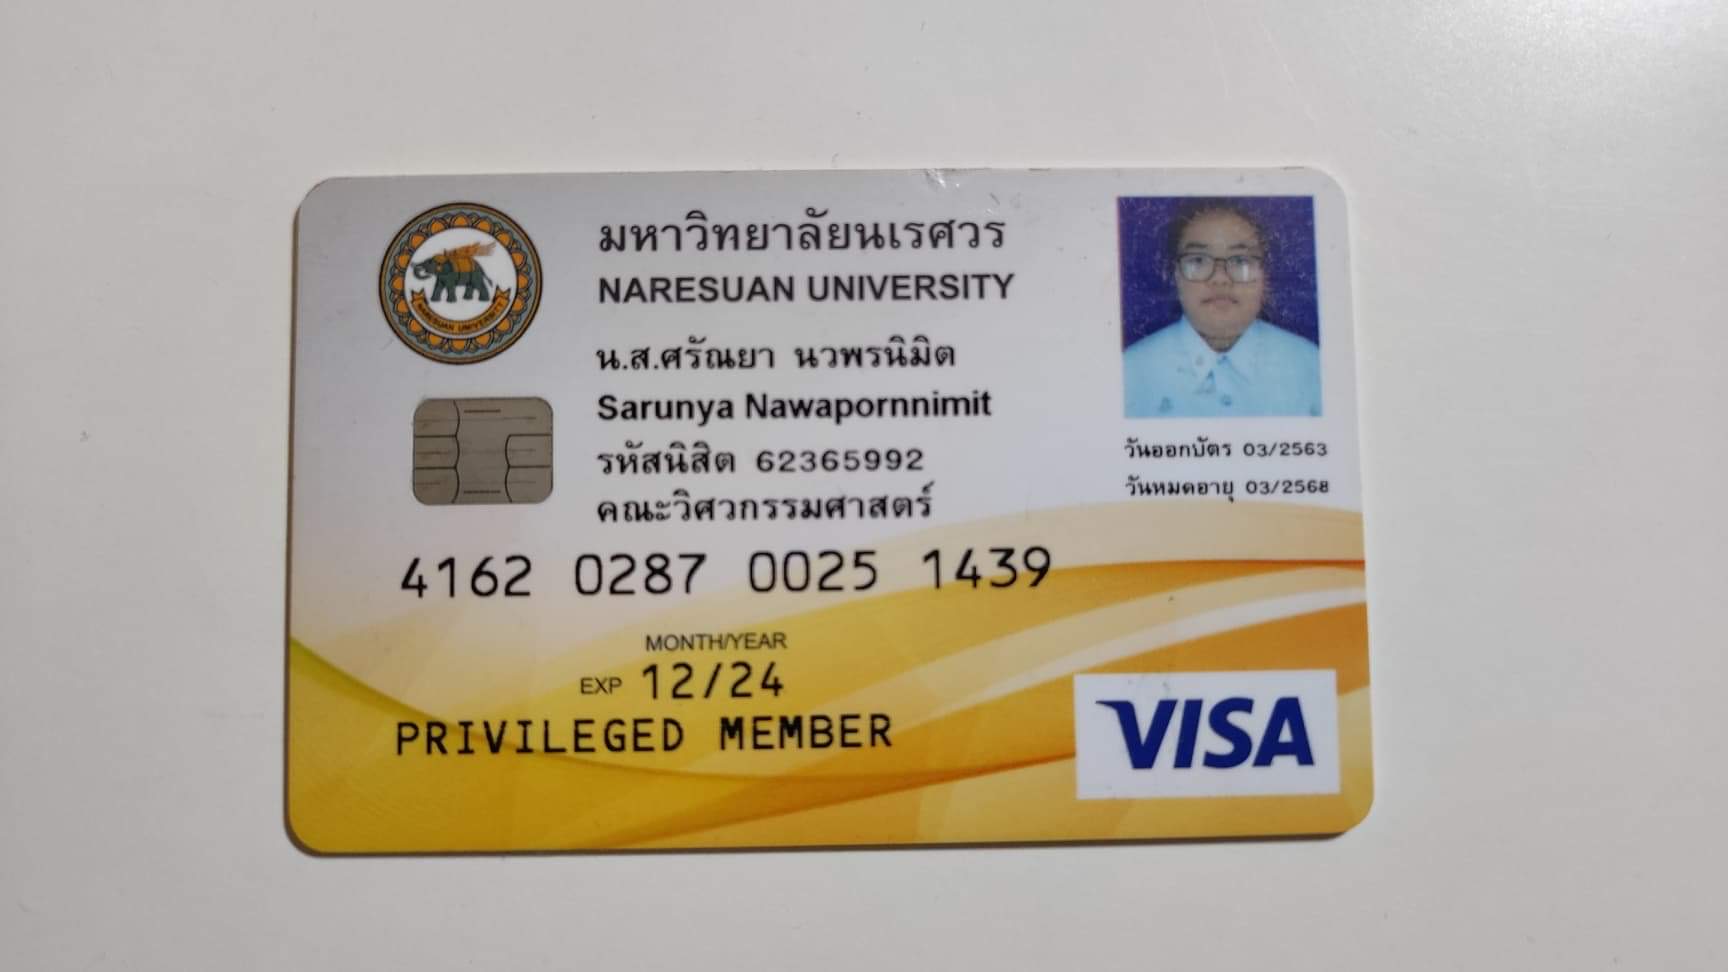 มหาวิทยาลัยนเรศวร
NARESUAN UNIVERSITY
น.ส.ศรัณยา นวพรนิมิต
Sarunya Nawapornnimit
รหัสนิสิต 62365992
คณะวิศวกรรมศาสตร์
วันออกบัตร 03/2563
วันหมดอายุ 03/2568
4162 0287 0025 1439
MONTH/YEAR
EXP 12/24
PRIVILEGED MEMBER
VISA
NARESUAN UNIVERSITY